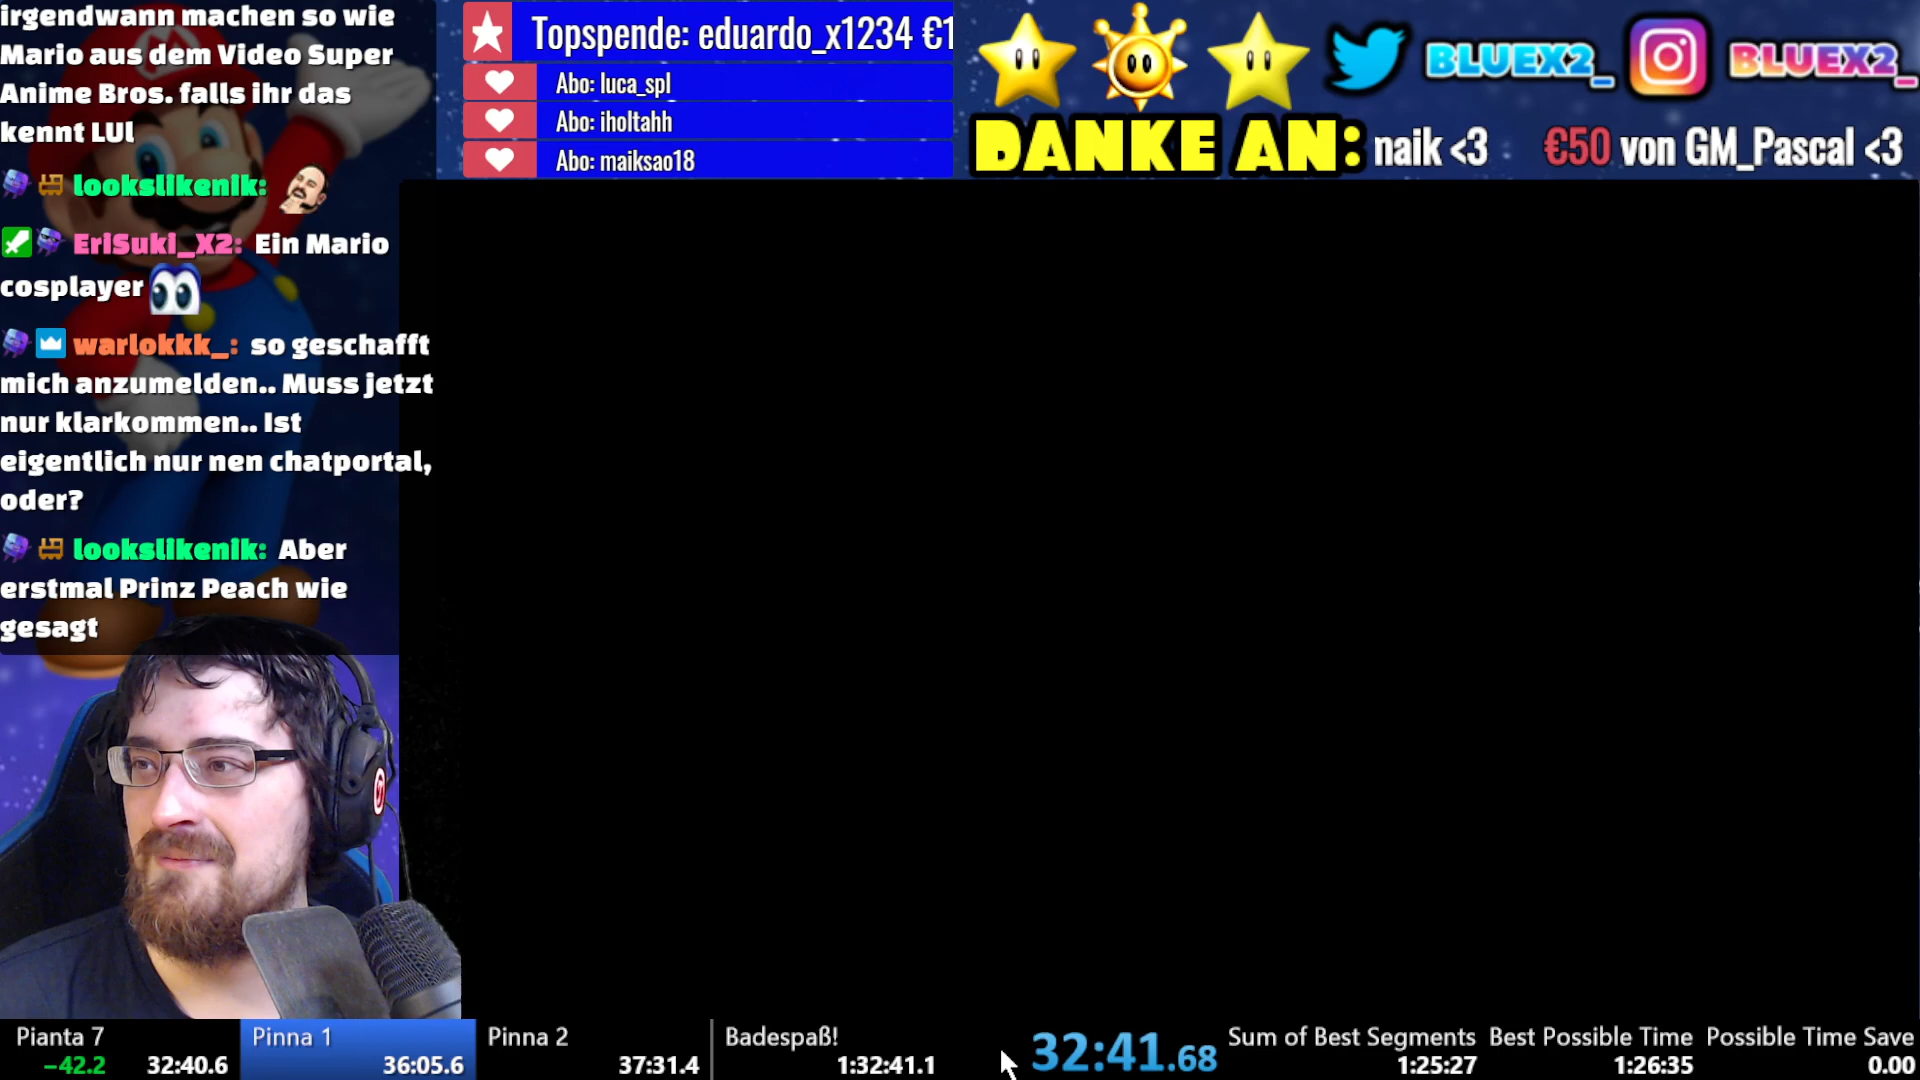 irgendwann machen so wie
Mario aus dem Video Super
Anime Bros. falls ihr das
kennt LUl
lookslikenik:
EriSuki_X2: Ein Mario
cosplayer
warlokkk_: so geschafft
mich anzumelden.. Muss jetzt
nur klarkommen.. Ist
eigentlich nur nen chatportal,
oder?
lookslikenik: Aber
erstmal Prinz Peach wie
gesagt
Topspende: eduardo_x1234 €1
Abo: luca_spl
Abo: iholtahh
Abo: maiksao18
BLUEX2_
BLUEX2_
DANKE AN: naik <3 €50 von GM_Pascal <3
Pianta 7
-42.2 32:40.6
Pinna 1
36:05.6
Pinna 2
37:31.4
Badespaß!
1:32:41.1
32:41.68
Sum of Best Segments
1:25:27
Best Possible Time
1:26:35
Possible Time Save
0.00